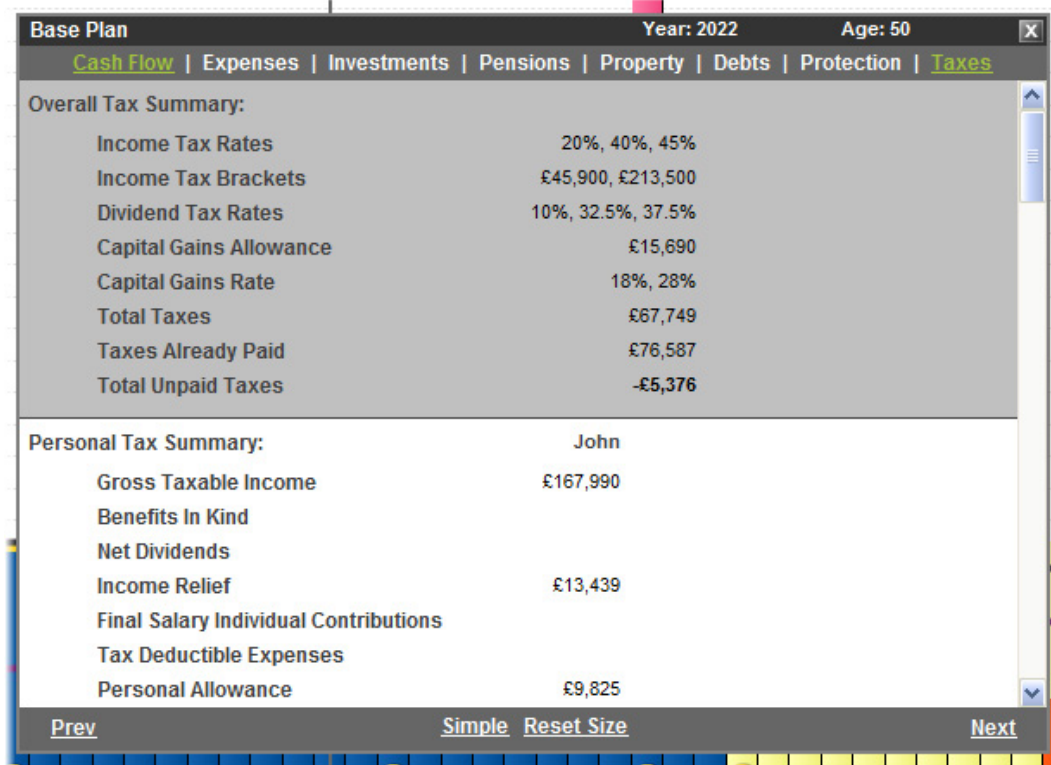 Base Plan Year: 2022 Age: 50 X
Cash Flow | Expenses | Investments | Pensions | Property | Debts | Protection | Taxes
Overall Tax Summary:
Income Tax Rates 20%, 40%, 45%
Income Tax Brackets £45,900, £213,500
Dividend Tax Rates 10%, 32.5%, 37.5%
Capital Gains Allowance £15,690
Capital Gains Rate 18%, 28%
Total Taxes £67,749
Taxes Already Paid £76,587
Total Unpaid Taxes -£5,376
Personal Tax Summary: John
Gross Taxable Income £167,990
Benefits In Kind
Net Dividends
Income Relief £13,439
Final Salary Individual Contributions
Tax Deductible Expenses
Personal Allowance £9,825
Prev Simple Reset Size Next